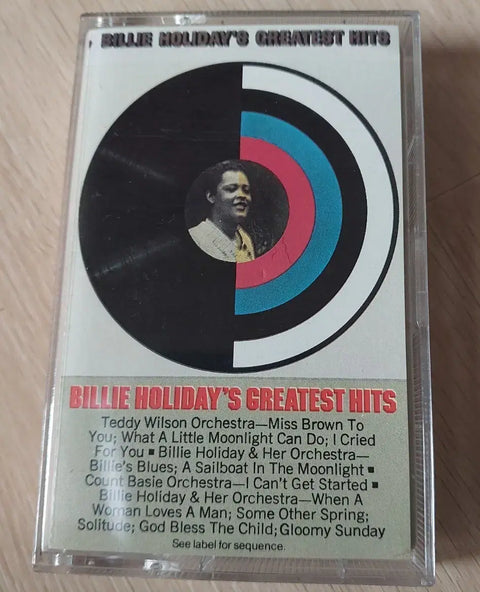 BILLIE HOLIDAY'S GREATEST HITS
BILLIE HOLIDAY'S GREATEST HITS
Teddy Wilson Orchestra—Miss Brown To
You; What A Little Moonlight Can Do; I Cried
For You ▪ Billie Holiday & Her Orchestra—
Billie's Blues; A Sailboat In The Moonlight ▪
Count Basie Orchestra—I Can't Get Started ▪
Billie Holiday & Her Orchestra—When A
Woman Loves A Man; Some Other Spring;
Solitude; God Bless The Child; Gloomy Sunday
See label for sequence.